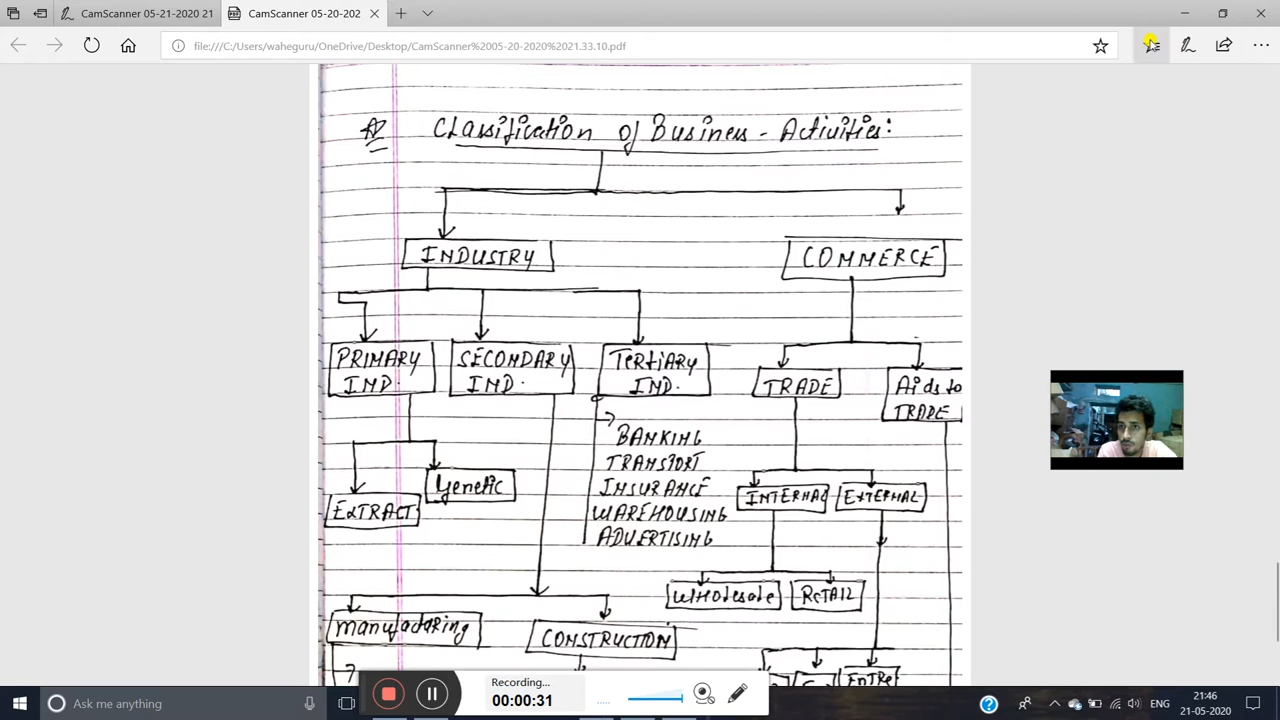 CamScanner 05-21-2020 21
CamScanner 05-20-202
file:///C:/Users/waheguru/OneDrive/Desktop/CamScanner%2005-20-2020%2021.33.10.pdf
Classification of Business - Activities:
INDUSTRY
COMMERCE
PRIMARY IND.
SECONDARY IND.
Tertiary IND.
TRADE
Aids to TRADE
BANKING
TRANSPORT
INSURANCE
WAREHOUSING
ADVERTISING
Genetic
EXTRACT
INTERNAL
EXTERNAL
Wholesale
RETAIL
manufacturing
CONSTRUCTION
ENTRE
Recording...
00:00:31
Ask me anything
ENG
21:46
21-05-2020